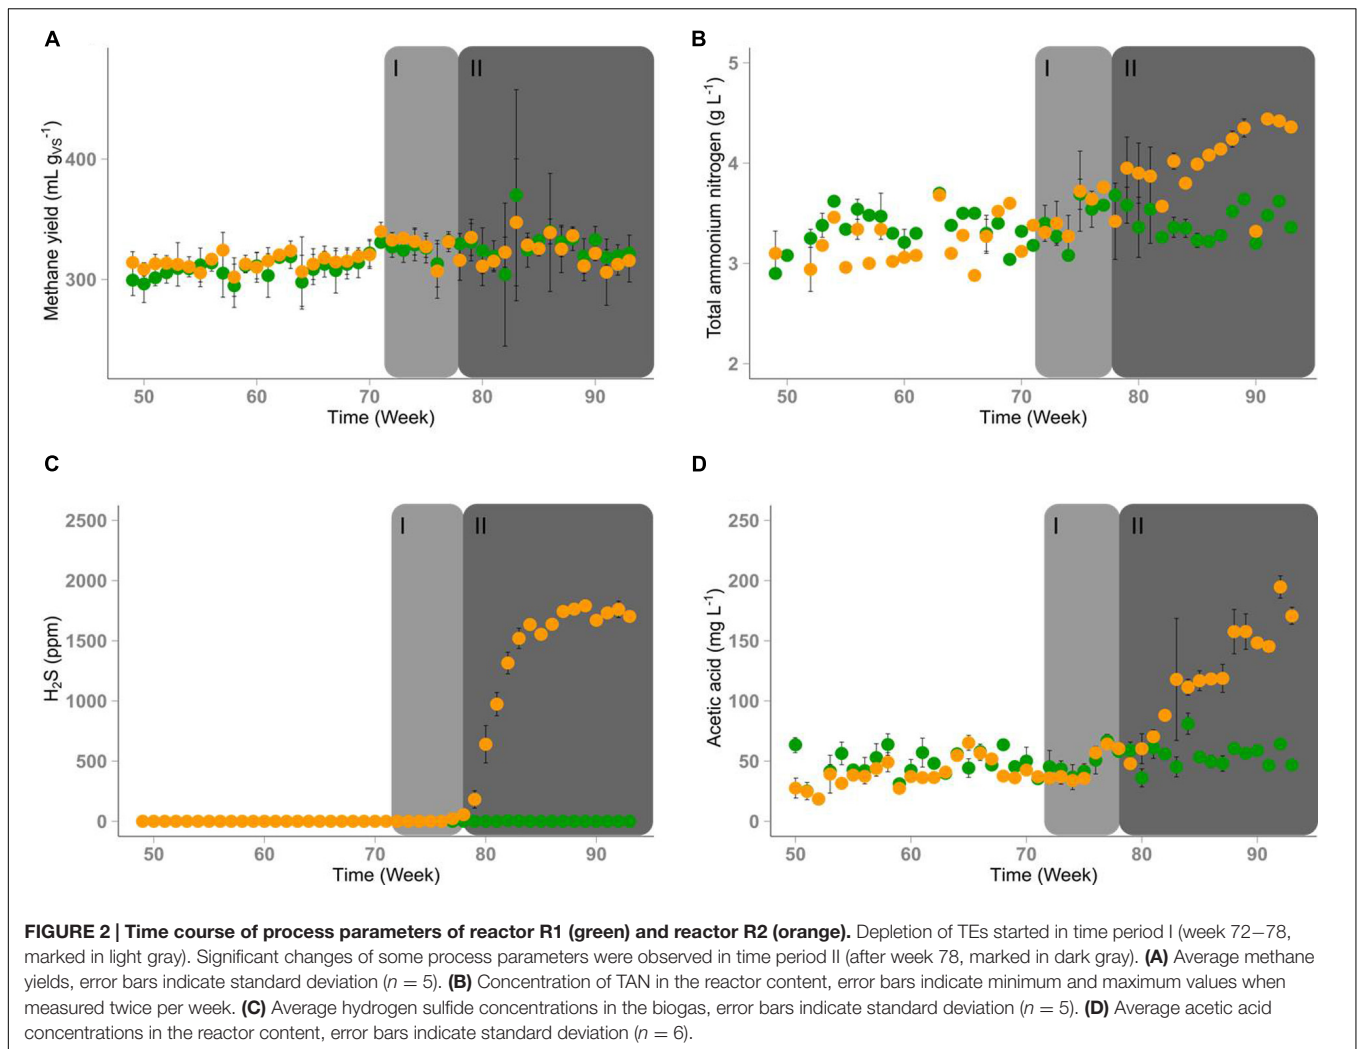 A
Methane yield (mL gVS-1)
400
300
I
II
50
60
70
80
90
Time (Week)
B
Total ammonium nitrogen (g L-1)
5
4
3
2
I
II
50
60
70
80
90
Time (Week)
C
H2S (ppm)
2500
2000
1500
1000
500
0
I
II
50
60
70
80
90
Time (Week)
D
Acetic acid (mg L-1)
250
200
150
100
50
0
I
II
50
60
70
80
90
Time (Week)
FIGURE 2 | Time course of process parameters of reactor R1 (green) and reactor R2 (orange). Depletion of TEs started in time period I (week 72–78,
marked in light gray). Significant changes of some process parameters were observed in time period II (after week 78, marked in dark gray). (A) Average methane
yields, error bars indicate standard deviation (n = 5). (B) Concentration of TAN in the reactor content, error bars indicate minimum and maximum values when
measured twice per week. (C) Average hydrogen sulfide concentrations in the biogas, error bars indicate standard deviation (n = 5). (D) Average acetic acid
concentrations in the reactor content, error bars indicate standard deviation (n = 6).